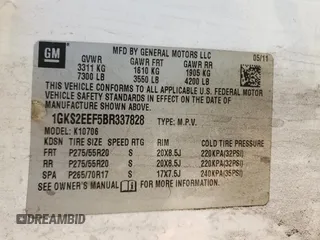 GM
MFD BY GENERAL MOTORS LLC
05/11
GVWR GAWR FRT GAWR RR
3311 KG 1610 KG 1905 KG
7300 LB 3550 LB 4200 LB
THIS VEHICLE CONFORMS TO ALL APPLICABLE U.S. FEDERAL MOTOR
VEHICLE SAFETY AND THEFT PREVENTION STANDARDS IN EFFECT ON THE DATE
OF MANUFACTURE SHOWN ABOVE.
1GKS2EEF5BR337828 TYPE: M.P.V.
MODEL: K10706
KDSN TIRE SIZE SPEED RTG RIM COLD TIRE PRESSURE
FRT P275/55R20 S 20X8.5J 220KPA(32PSI)
RR P275/55R20 S 20X8.5J 220KPA(32PSI)
SPA P265/70R17 S 17X7.5J 240KPA(35PSI)
SEE OWNER'S MANUAL FOR ADDITIONAL INFORMATION.
DREAMBID